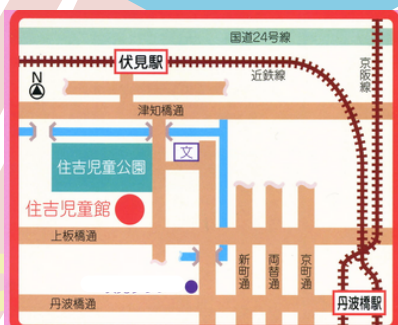 国道24号線
伏見駅
近鉄線
京阪線
N
津知橋通
文
住吉児童公園
住吉児童館
上板橋通
新町通
両替通
京町通
丹波橋通
丹波橋駅